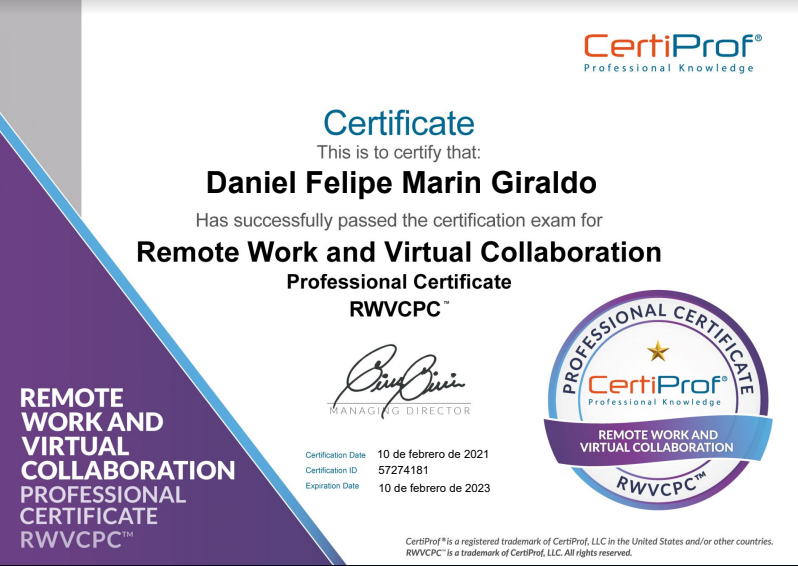 CertiProf®
Professional Knowledge
Certificate
This is to certify that:
Daniel Felipe Marin Giraldo
Has successfully passed the certification exam for
Remote Work and Virtual Collaboration
Professional Certificate
RWVCPC™
MANAGING DIRECTOR
Certification Date 10 de febrero de 2021
Certification ID 57274181
Expiration Date 10 de febrero de 2023
REMOTE
WORK AND
VIRTUAL
COLLABORATION
PROFESSIONAL
CERTIFICATE
RWVCPC™
PROFESSIONAL CERTIFICATE
CertiProf®
Professional Knowledge
REMOTE WORK AND
VIRTUAL COLLABORATION
RWVCPC™
CertiProf® is a registered trademark of CertiProf, LLC in the United States and/or other countries.
RWVCPC™ is a trademark of CertiProf, LLC. All rights reserved.